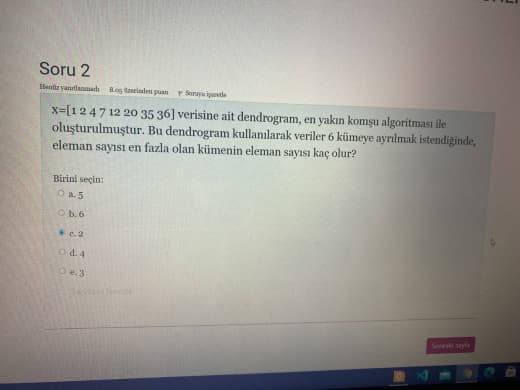 Soru 2
Henüz yanıtlanmadı 8.05 üzerinden puan Soruyu işaretle
x=[1 2 4 7 12 20 35 36] verisine ait dendrogram, en yakın komşu algoritması ile
oluşturulmuştur. Bu dendrogram kullanılarak veriler 6 kümeye ayrılmak istendiğinde,
eleman sayısı en fazla olan kümenin eleman sayısı kaç olur?
Birini seçin:
a. 5
b. 6
c. 2
d. 4
e. 3
Sonraki sayfa